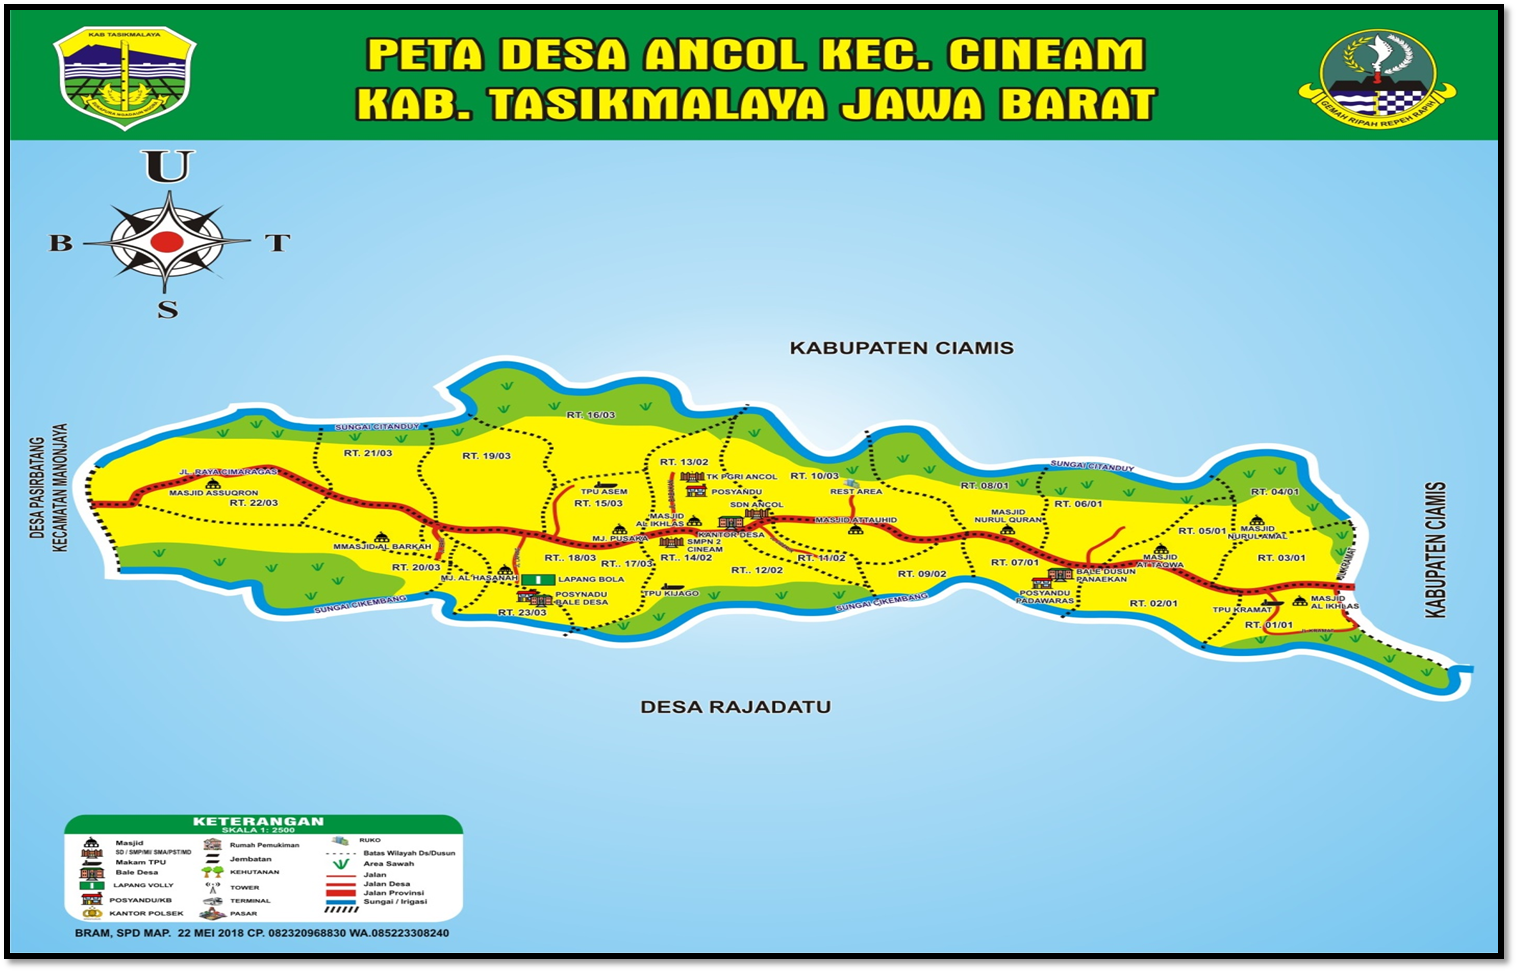 KAB TASIKMALAYA
PETA DESA ANCOL KEC. CINEAM
KAB. TASIKMALAYA JAWA BARAT
GEMAH RIPAH REPEH RAPIH
U
B
T
S
KABUPATEN CIAMIS
DESA PASIRBATANG
KECAMATAN MANONJAYA
KABUPATEN CIAMIS
DESA RAJADATU
SUNGAI CITANDUY
SUNGAI CITANDUY
RT. 16/03
RT. 21/03
RT. 19/03
RT. 13/02
RT. 10/03
RT. 08/01
RT. 04/01
JL. RAYA CIMARAGAS
MASJID ASSUQRON
RT. 22/03
TPU ASEM
RT. 15/03
TK PGRI ANCOL
POSYANDU
SDN ANCOL
REST AREA
RT. 06/01
MASJID
AL IKHLAS
KANTOR DESA
MASJID ATTAUHID
MASJID
NURUL QURAN
RT. 05/01
MASJID
NURUL AMAL
MMASJID AL BARKAH
RT. 20/03
MJ. PUSAKA
SMPN 2
CINEAM
RT.. 14/02
RT.. 18/03
RT.. 17/03
RT.. 11/02
RT.. 12/02
RT. 09/02
RT. 07/01
BALE DUSUN
PANAEKAN
MASJID
AT TAQWA
RT. 03/01
MJ. AL HASANAH
LAPANG BOLA
POSYNADU
BALE DESA
RT. 23/03
TPU KIJAGO
POSYANDU
PADAWARAS
RT. 02/01
TPU KRAMAT
MASJID
AL IKHLAS
RT. 01/01
SUNGAI CIKEMBANG
SUNGAI CIKEMBANG
KETERANGAN
SKALA 1: 2500
Masjid
SD / SMP/MI/ SMA/PST/MD
Makam TPU
Bale Desa
LAPANG VOLLY
POSYANDU/KB
KANTOR POLSEK
Rumah Pemukiman
Jembatan
KEHUTANAN
TOWER
TERMINAL
PASAR
RUKO
Batas Wilayah Ds/Dusun
Area Sawah
Jalan
Jalan Desa
Jalan Provinsi
Sungai / Irigasi
BRAM, SPD MAP. 22 MEI 2018 CP. 082320968830 WA.085223308240